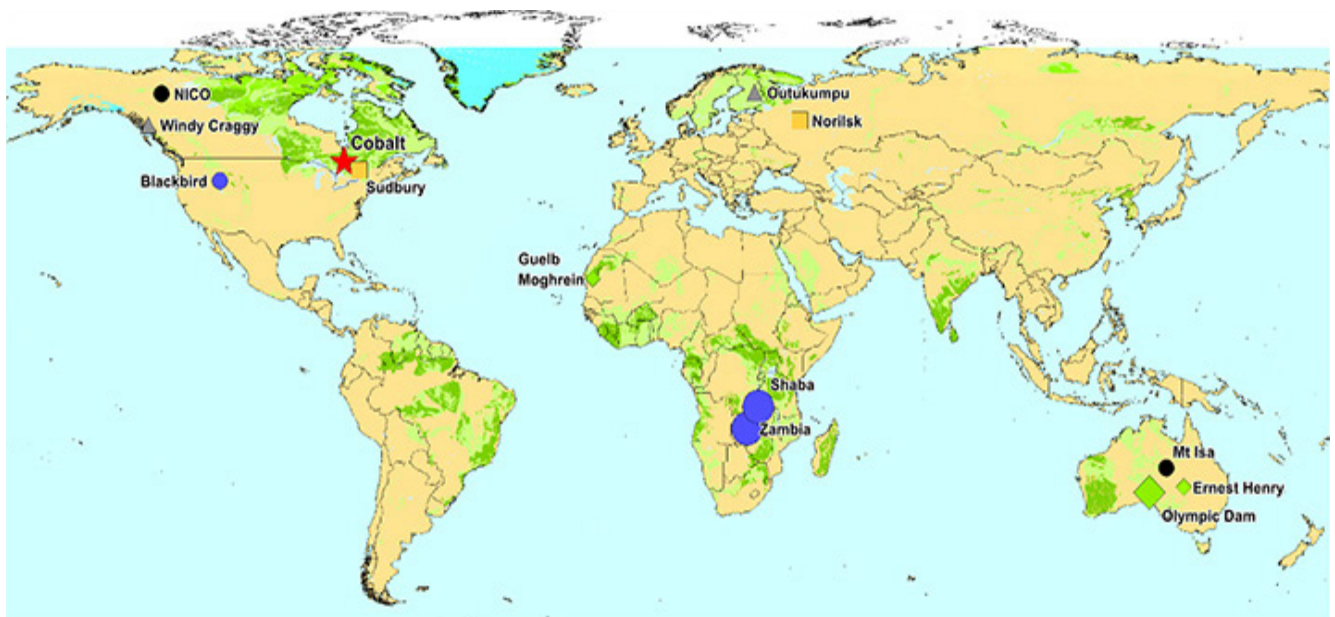 NICO
Outukumpu
Windy Craggy
Norilsk
Cobalt
Blackbird
Sudbury
Guelb
Moghrein
Shaba
Zambia
Mt Isa
Ernest Henry
Olympic Dam